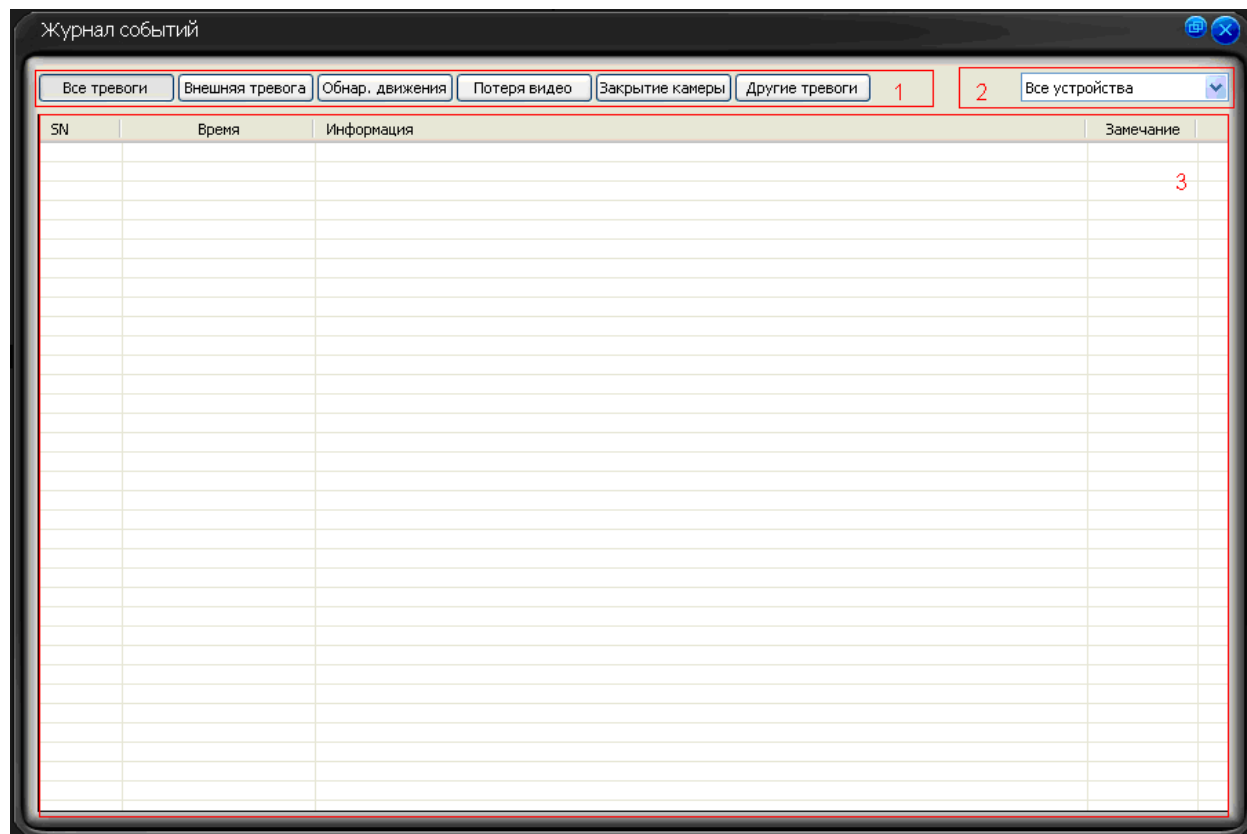 Журнал событий
Все тревоги Внешняя тревога Обнар. движения Потеря видео Закрытие камеры Другие тревоги 1 2 Все устройства
SN Время Информация Замечание
3